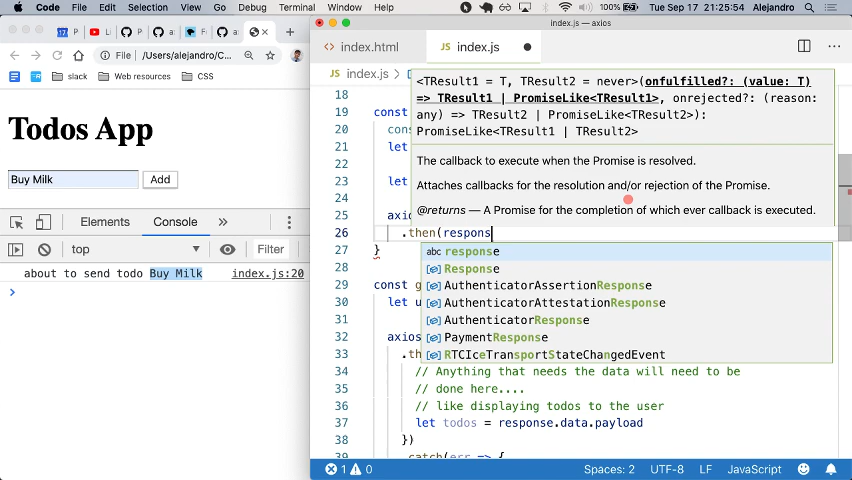 Code File Edit Selection View Go Debug Terminal Window Help 100% Tue Sep 17 21:25:54 Alejandro
index.js — axios
index.html
index.js
index.js
File /Users/alejandro/C...
slack Web resources CSS
Todos App
Buy Milk Add
Elements Console »
top Filter
about to send todo Buy Milk index.js:20
>
<TResult1 = T, TResult2 = never>(onfulfilled?: (value: T)
=> TResult1 | PromiseLike<TResult1>, onrejected?: (reason:
any) => TResult2 | PromiseLike<TResult2>):
PromiseLike<TResult1 | TResult2>
The callback to execute when the Promise is resolved.
Attaches callbacks for the resolution and/or rejection of the Promise.
@returns — A Promise for the completion of which ever callback is executed.
18
19 const
20 cons
21 let
22
23 let
24
25 axio
26 .then(respons
27 }
28
29 const g
30 let u
31
32 axios
33 .the
34 // Anything that needs the data will need to be
35 // done here....
36 // like displaying todos to the user
37 let todos = response.data.payload
38 })
39 .catch(err => {
abc response
Response
AuthenticatorAssertionResponse
AuthenticatorAttestationResponse
AuthenticatorResponse
PaymentResponse
RTCIceTransportStateChangedEvent
1 0 Spaces: 2 UTF-8 LF JavaScript